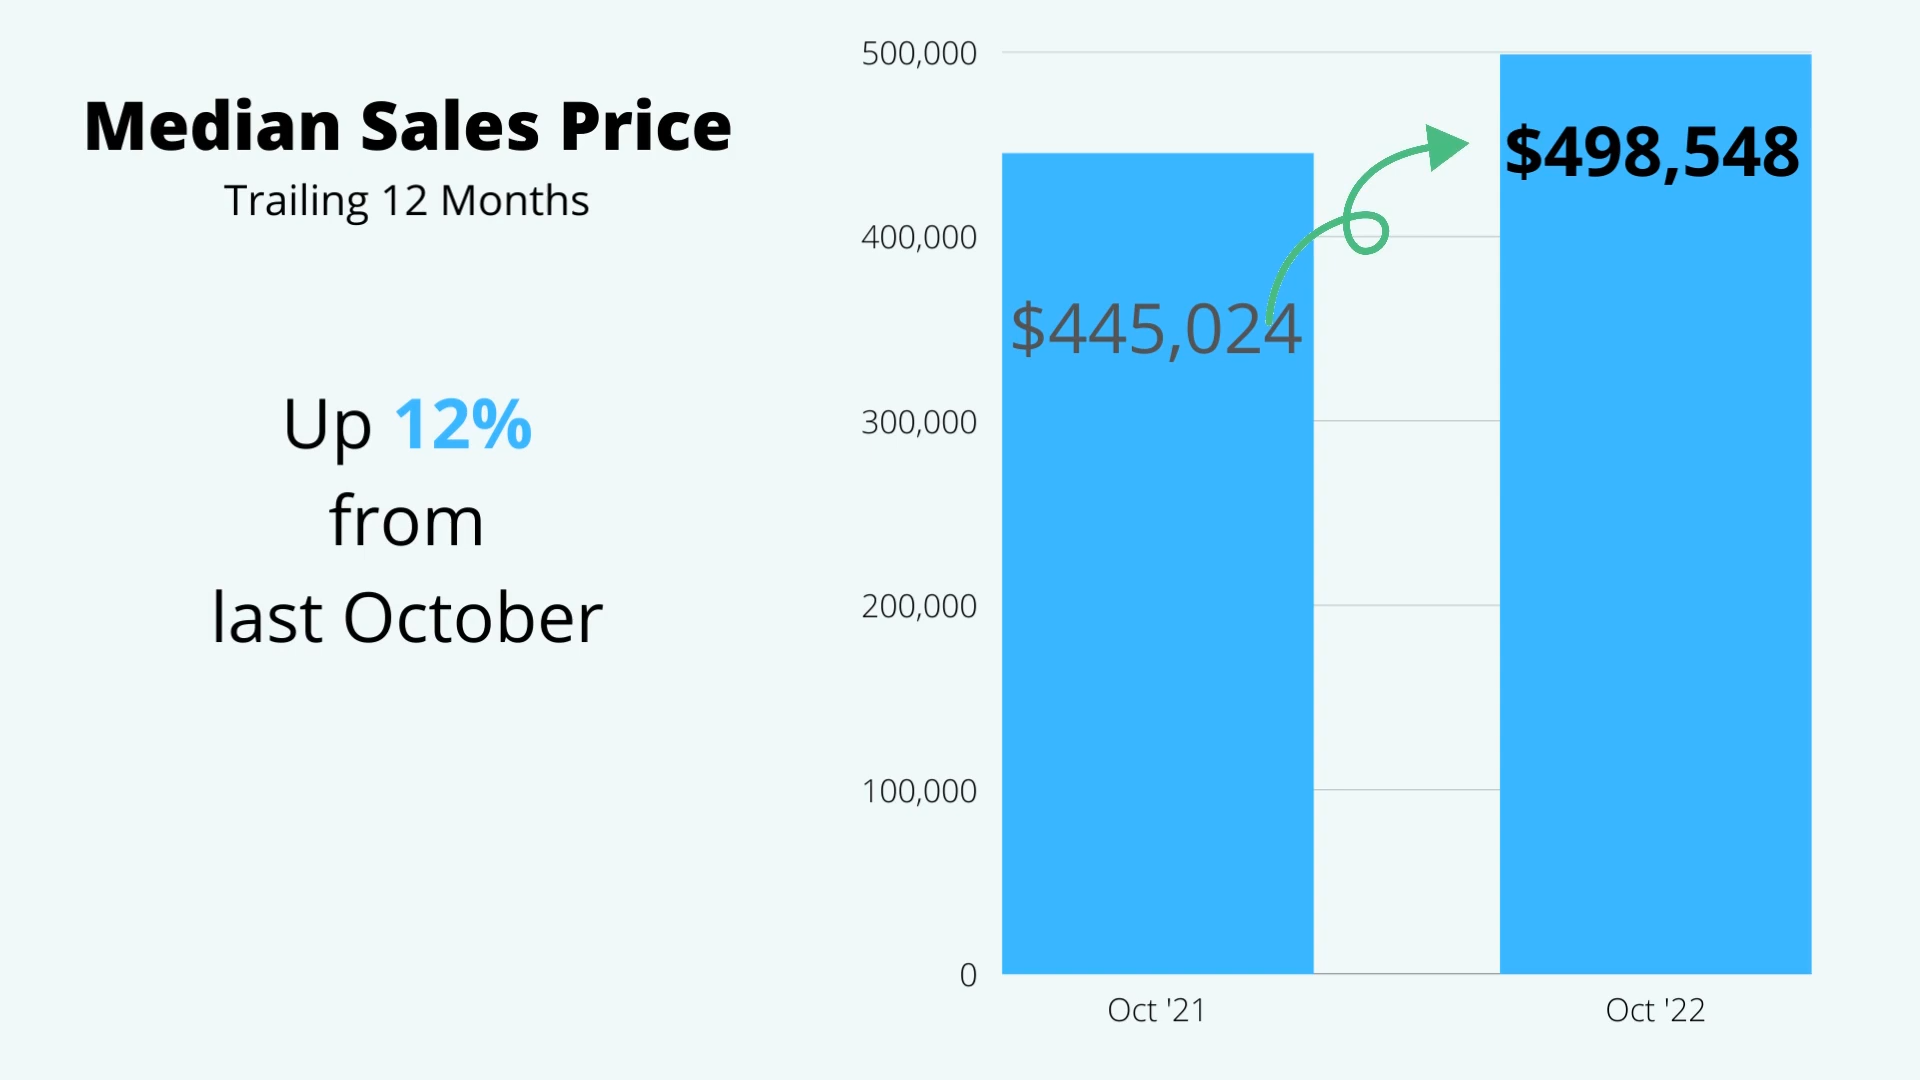 Median Sales Price
Trailing 12 Months
Up 12%
from
last October
500,000
400,000
300,000
200,000
100,000
0
$445,024
$498,548
Oct '21
Oct '22